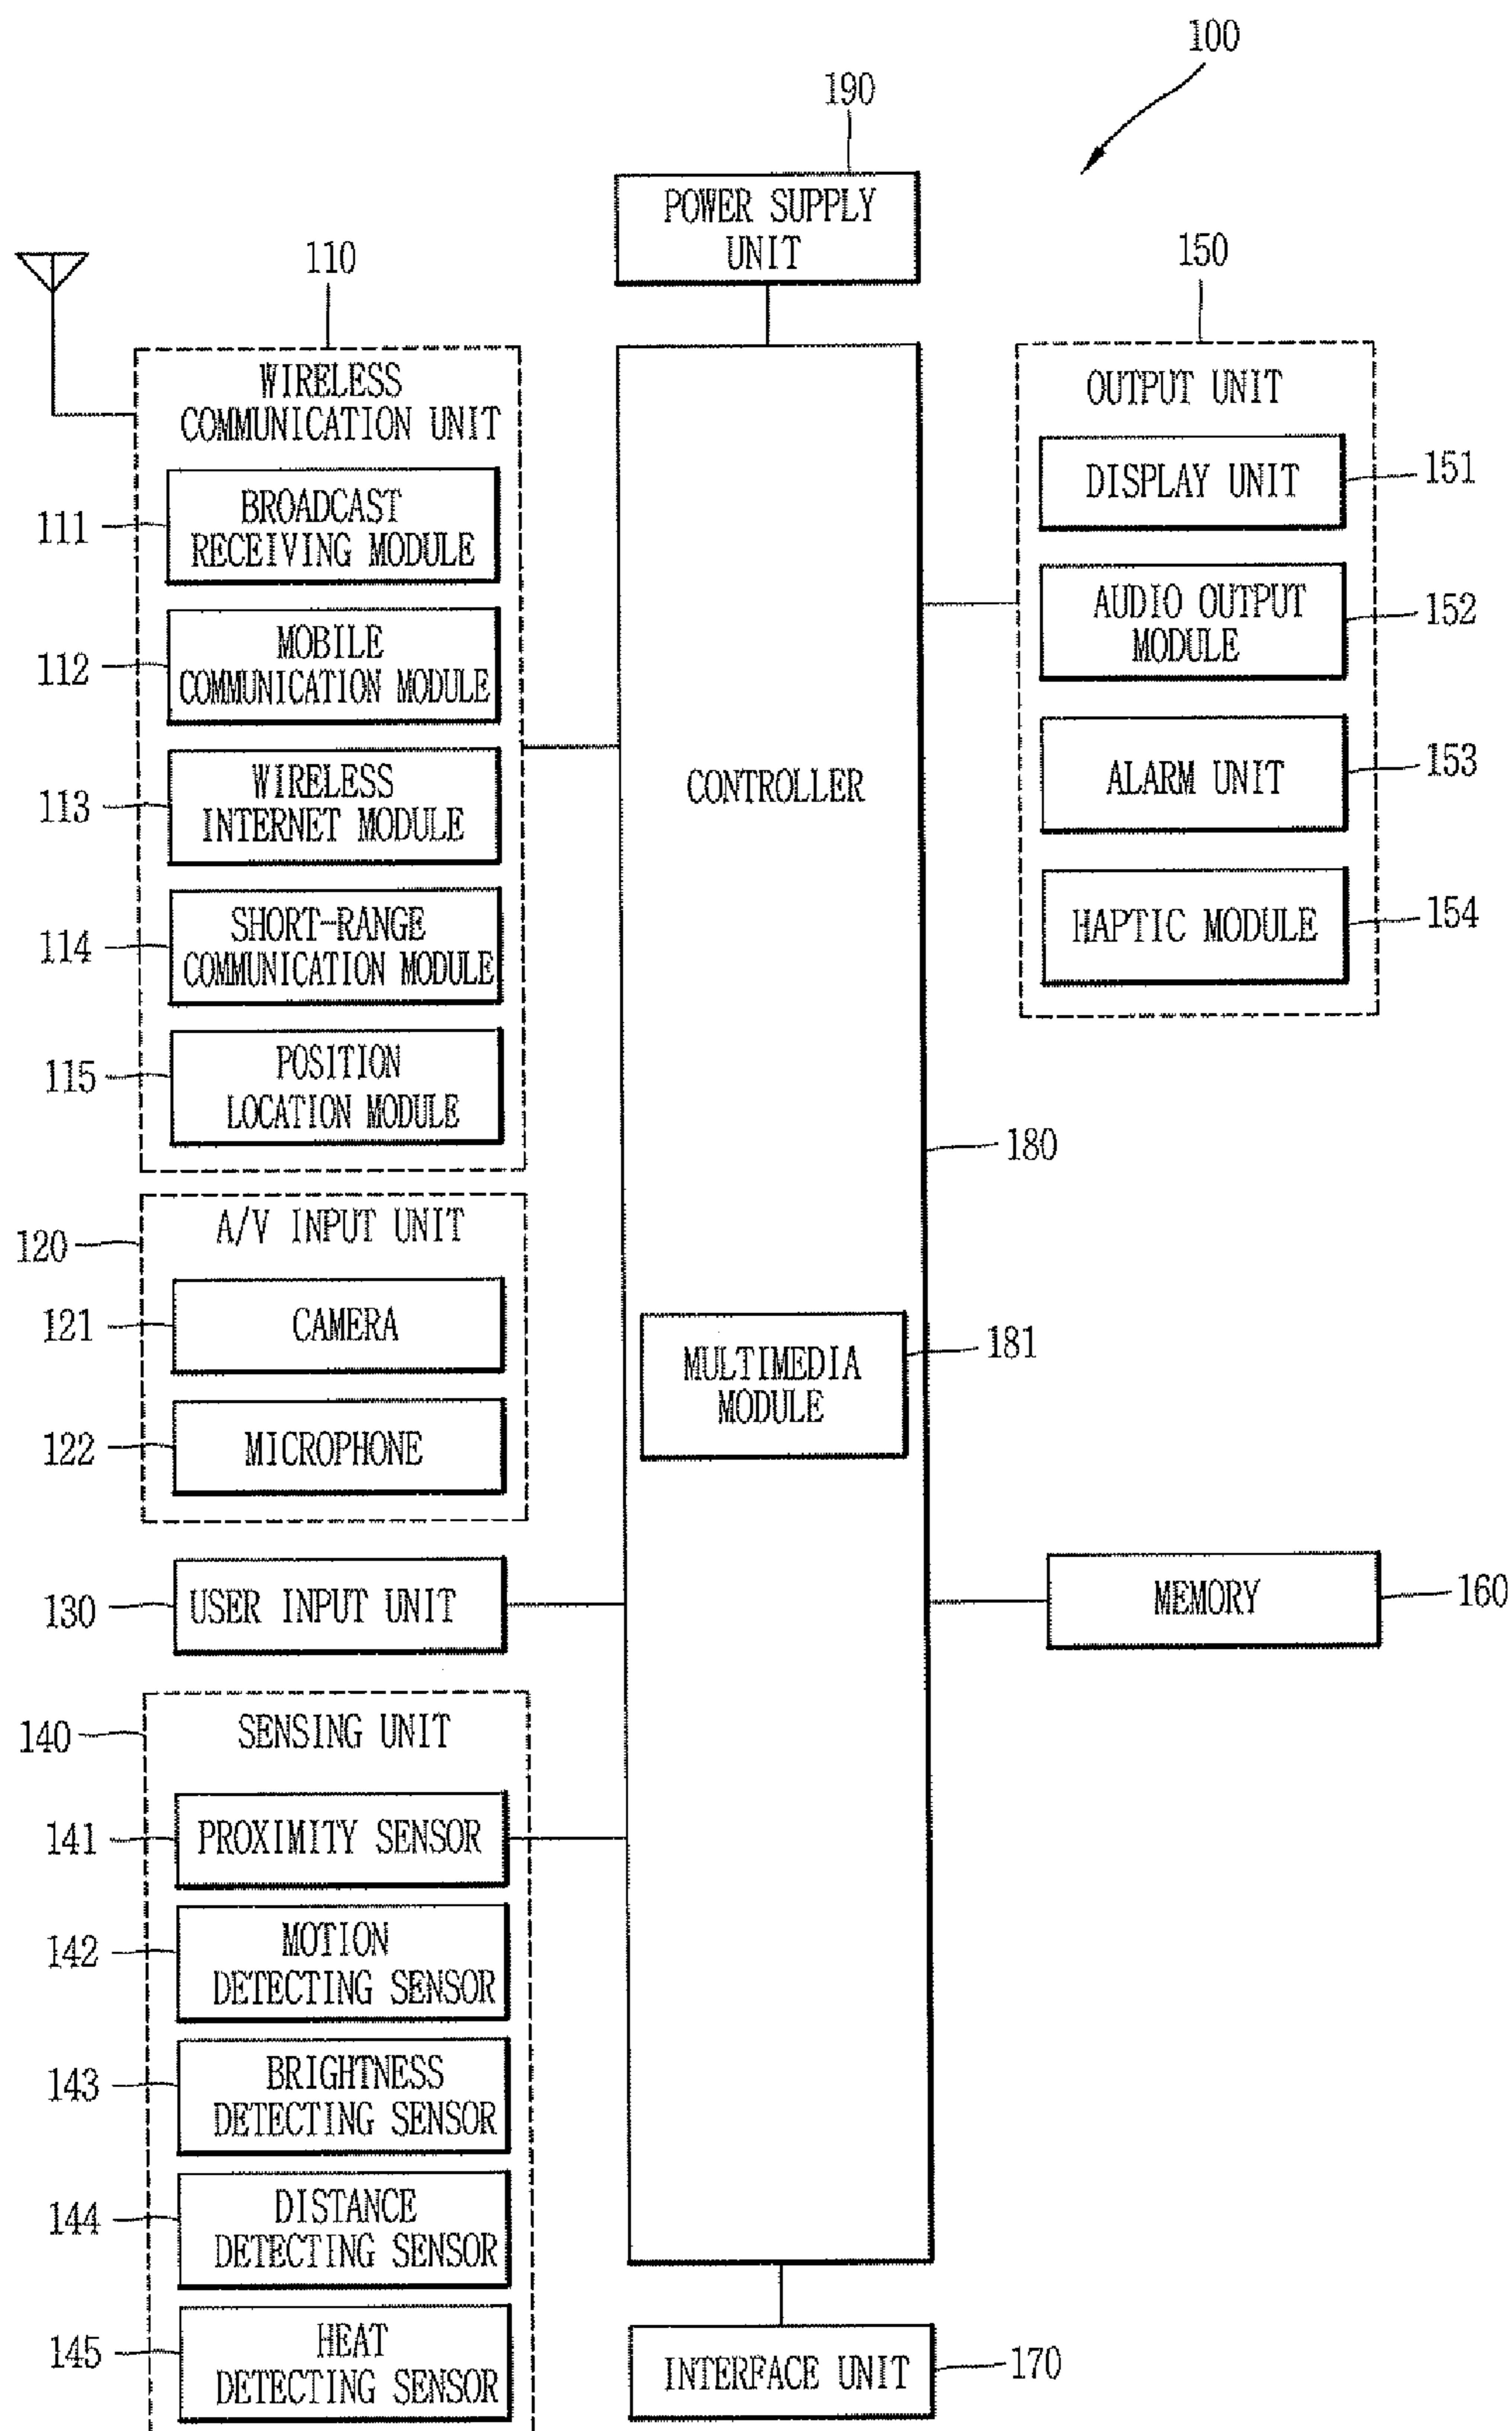 100
190
POWER SUPPLY
UNIT
110
WIRELESS
COMMUNICATION UNIT
111
BROADCAST
RECEIVING MODULE
112
MOBILE
COMMUNICATION MODULE
113
WIRELESS
INTERNET MODULE
114
SHORT-RANGE
COMMUNICATION MODULE
115
POSITION
LOCATION MODULE
120
A/V INPUT UNIT
121
CAMERA
122
MICROPHONE
130
USER INPUT UNIT
140
SENSING UNIT
141
PROXIMITY SENSOR
142
MOTION
DETECTING SENSOR
143
BRIGHTNESS
DETECTING SENSOR
144
DISTANCE
DETECTING SENSOR
145
HEAT
DETECTING SENSOR
CONTROLLER
180
MULTIMEDIA
MODULE
181
150
OUTPUT UNIT
DISPLAY UNIT
151
AUDIO OUTPUT
MODULE
152
ALARM UNIT
153
HAPTIC MODULE
154
MEMORY
160
INTERFACE UNIT
170